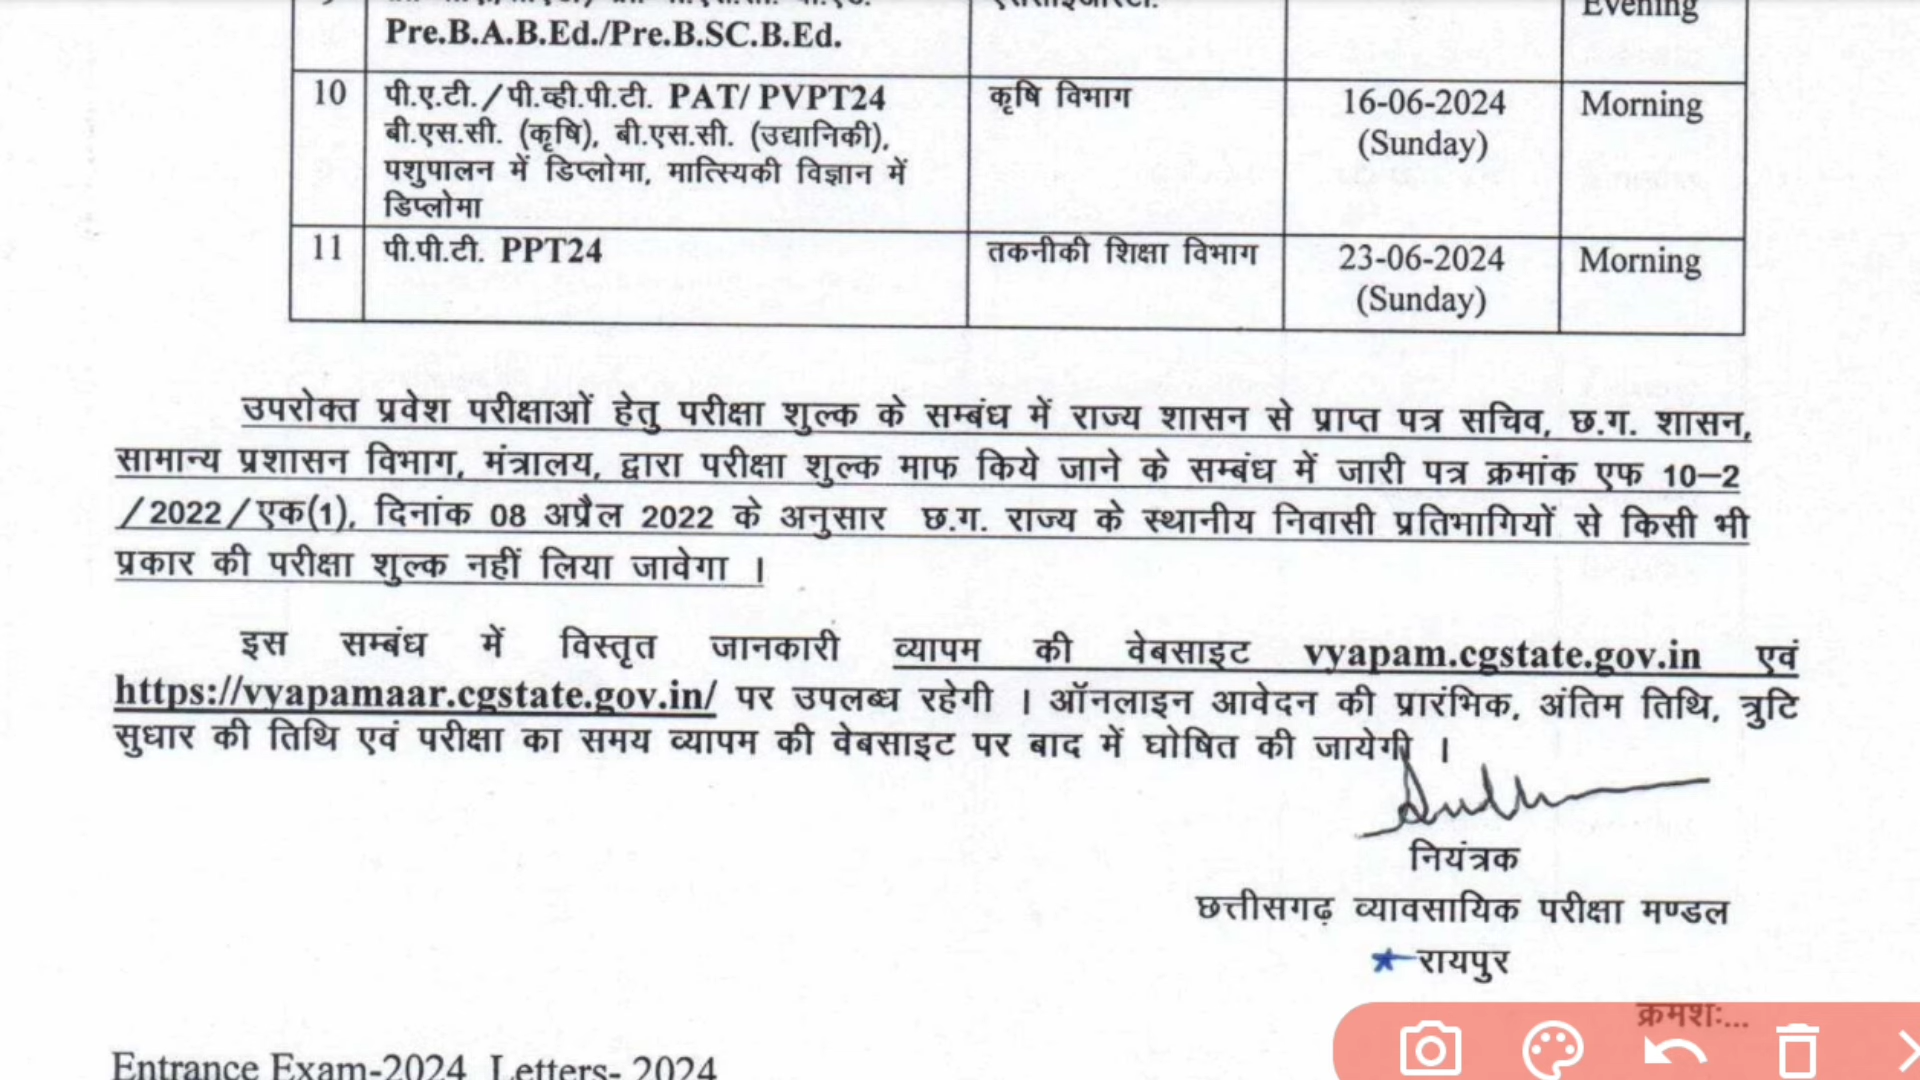 Evening
Pre.B.A.B.Ed./Pre.B.SC.B.Ed.
10 पी.ए.टी./पी.व्ही.पी.टी. PAT/ PVPT24 कृषि विभाग 16-06-2024 Morning
बी.एस.सी. (कृषि), बी.एस.सी. (उद्यानिकी), (Sunday)
पशुपालन में डिप्लोमा, मात्स्यिकी विज्ञान में
डिप्लोमा
11 पी.पी.टी. PPT24 तकनीकी शिक्षा विभाग 23-06-2024 Morning
(Sunday)
उपरोक्त प्रवेश परीक्षाओं हेतु परीक्षा शुल्क के सम्बंध में राज्य शासन से प्राप्त पत्र सचिव, छ.ग. शासन,
सामान्य प्रशासन विभाग, मंत्रालय, द्वारा परीक्षा शुल्क माफ किये जाने के सम्बंध में जारी पत्र क्रमांक एफ 10–2
/2022/एक(1), दिनांक 08 अप्रैल 2022 के अनुसार छ.ग. राज्य के स्थानीय निवासी प्रतिभागियों से किसी भी
प्रकार की परीक्षा शुल्क नहीं लिया जावेगा ।
इस सम्बंध में विस्तृत जानकारी व्यापम की वेबसाइट vyapam.cgstate.gov.in एवं
https://vyapamaar.cgstate.gov.in/ पर उपलब्ध रहेगी । ऑनलाइन आवेदन की प्रारंभिक, अंतिम तिथि, त्रुटि
सुधार की तिथि एवं परीक्षा का समय व्यापम की वेबसाइट पर बाद में घोषित की जायेगी ।
नियंत्रक
छत्तीसगढ़ व्यावसायिक परीक्षा मण्डल
रायपुर
क्रमशः...
Entrance Exam-2024 Letters- 2024